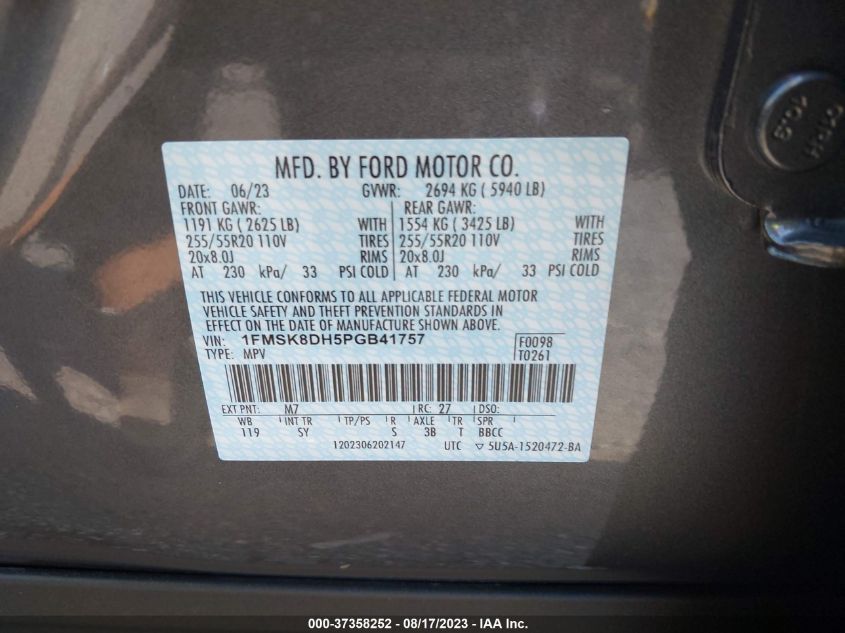 MFD. BY FORD MOTOR CO.
DATE: 06/23 GVWR: 2694 KG ( 5940 LB)
FRONT GAWR: REAR GAWR:
1191 KG ( 2625 LB) WITH 1554 KG ( 3425 LB) WITH
255/55R20 110V TIRES 255/55R20 110V TIRES
20x8.0J RIMS 20x8.0J RIMS
AT 230 kPa/ 33 PSI COLD AT 230 kPa/ 33 PSI COLD
THIS VEHICLE CONFORMS TO ALL APPLICABLE FEDERAL MOTOR
VEHICLE SAFETY AND THEFT PREVENTION STANDARDS
IN EFFECT ON THE DATE OF MANUFACTURE SHOWN ABOVE.
VIN: 1FMSK8DH5PGB41757 F0098
TYPE: MPV T0261
EXT PNT: M7 RC: 27 DSO:
WB INT TR TP/PS R AXLE TR SPR
119 SY S 3B T BBCC
1202306202147 UTC ▽ 5U5A-1520472-BA
000-37358252 - 08/17/2023 - IAA Inc.